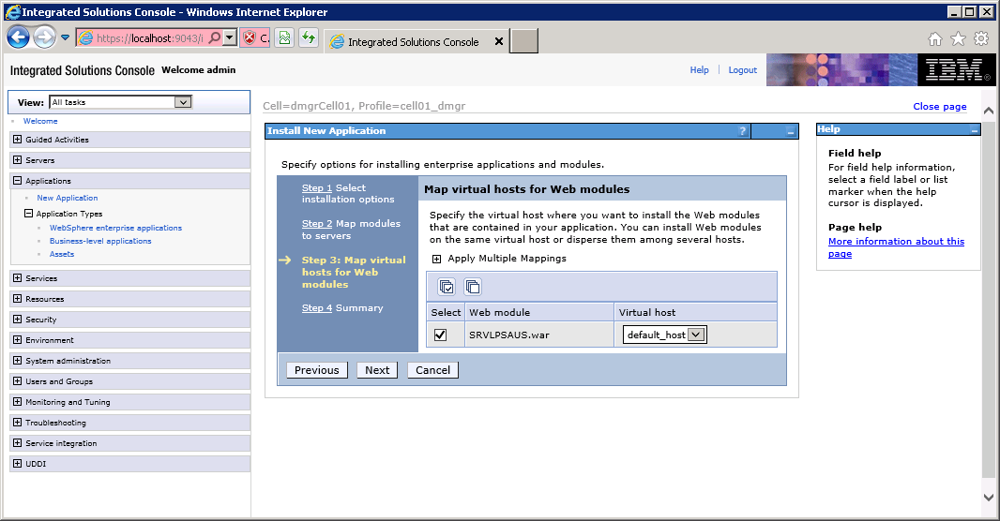 Integrated Solutions Console - Windows Internet Explorer
https://localhost:9043/i
C.
Integrated Solutions Console
Integrated Solutions Console Welcome admin
Help
Logout
IBM
View: All tasks
Welcome
Guided Activities
Servers
Applications
New Application
Application Types
WebSphere enterprise applications
Business-level applications
Assets
Services
Resources
Security
Environment
System administration
Users and Groups
Monitoring and Tuning
Troubleshooting
Service integration
UDDI
Cell=dmgrCell01, Profile=cell01_dmgr
Close page
Install New Application
?
Specify options for installing enterprise applications and modules.
Step 1 Select
installation options
Step 2 Map modules
to servers
Step 3: Map virtual
hosts for Web
modules
Step 4 Summary
Map virtual hosts for Web modules
Specify the virtual host where you want to install the Web modules
that are contained in your application. You can install Web modules
on the same virtual host or disperse them among several hosts.
Apply Multiple Mappings
Select Web module Virtual host
SRVLPSAUS.war default_host
Previous Next Cancel
Help
Field help
For field help information,
select a field label or list
marker when the help
cursor is displayed.
Page help
More information about this
page